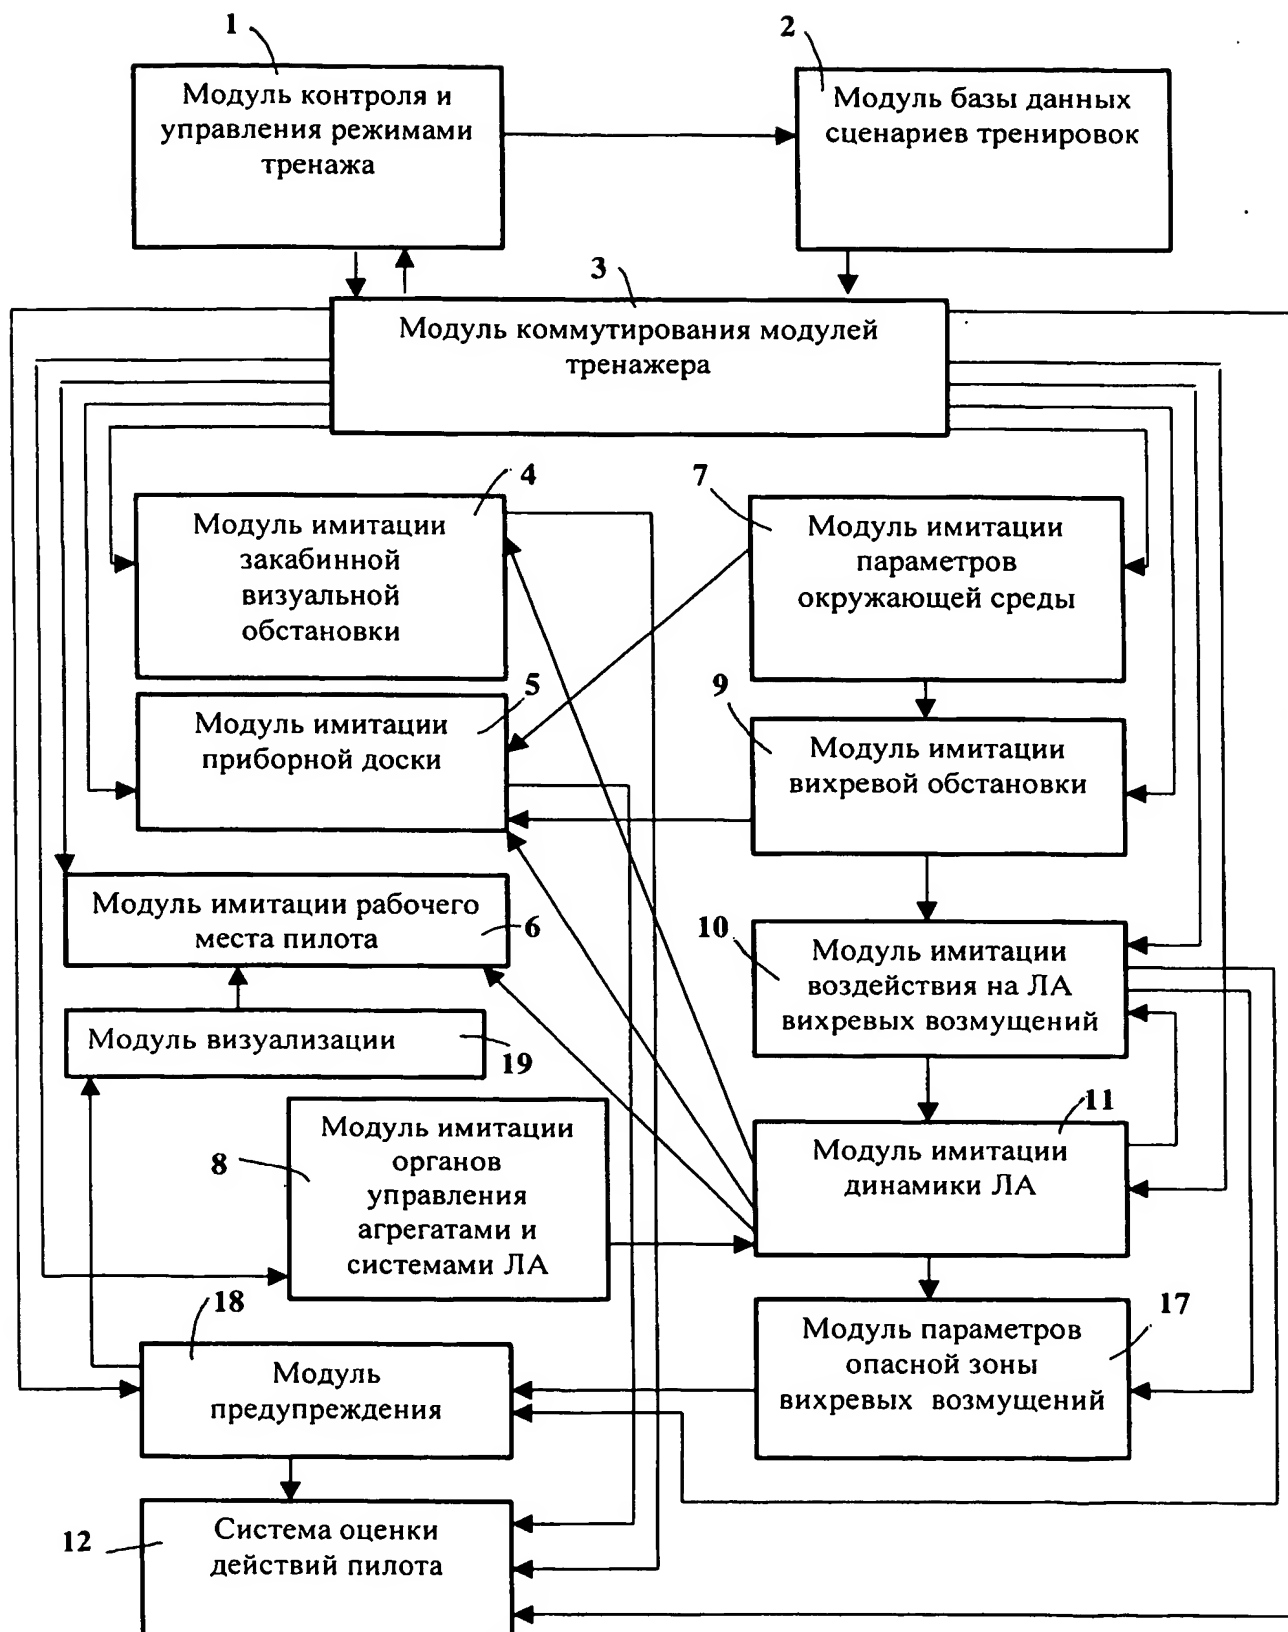 1
Модуль контроля и
управления режимами
тренажа
2
Модуль базы данных
сценариев тренировок
3
Модуль коммутирования модулей
тренажера
4
Модуль имитации
закабинной
визуальной
обстановки
7
Модуль имитации
параметров
окружающей среды
5
Модуль имитации
приборной доски
9
Модуль имитации
вихревой обстановки
Модуль имитации рабочего
места пилота
6
10
Модуль имитации
воздействия на ЛА
вихревых возмущений
Модуль визуализации
19
8
Модуль имитации
органов
управления
агрегатами и
системами ЛА
11
Модуль имитации
динамики ЛА
18
Модуль
предупреждения
17
Модуль параметров
опасной зоны
вихревых возмущений
12
Система оценки
действий пилота